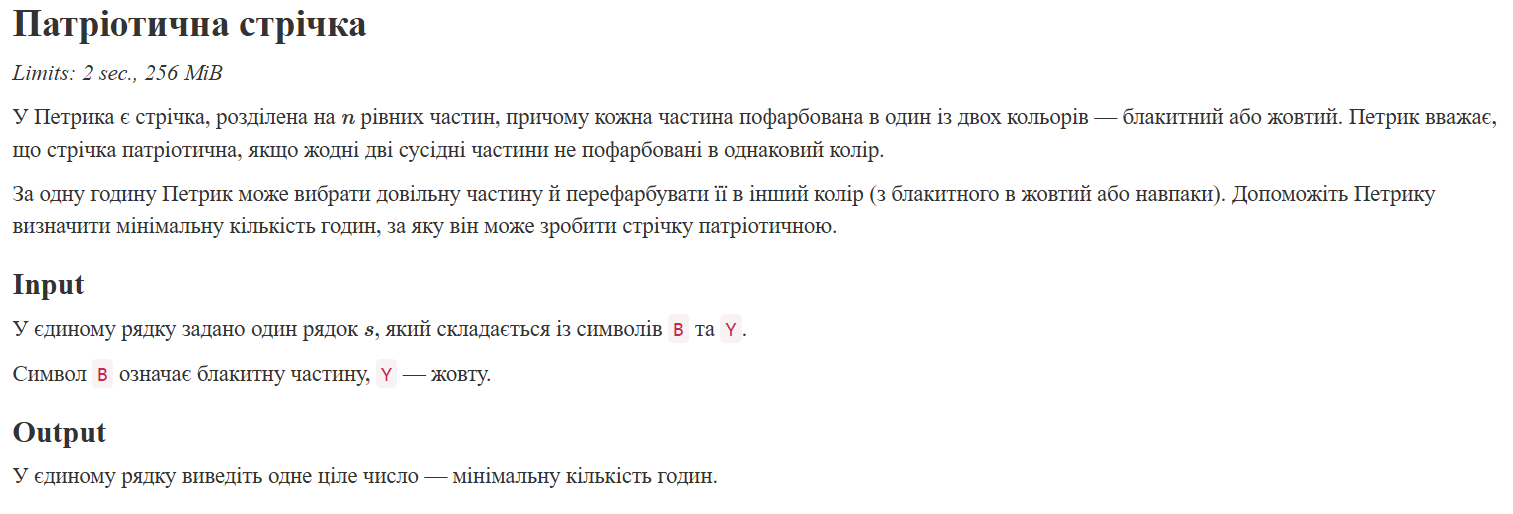 Патріотична стрічка
Limits: 2 sec., 256 MiB
У Петрика є стрічка, розділена на n рівних частин, причому кожна частина пофарбована в один із двох кольорів — блакитний або жовтий. Петрик вважає,
що стрічка патріотична, якщо жодні дві сусідні частини не пофарбовані в однаковий колір.
За одну годину Петрик може вибрати довільну частину й перефарбувати її в інший колір (з блакитного в жовтий або навпаки). Допоможіть Петрику
визначити мінімальну кількість годин, за яку він може зробити стрічку патріотичною.
Input
У єдиному рядку задано один рядок s, який складається із символів B та Y.
Символ B означає блакитну частину, Y — жовту.
Output
У єдиному рядку виведіть одне ціле число — мінімальну кількість годин.